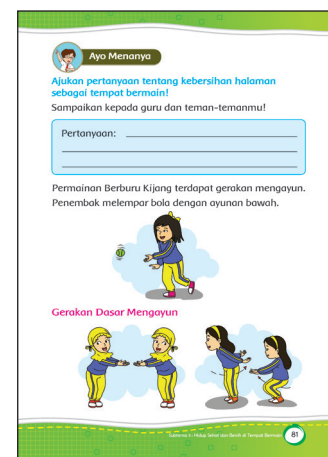 Ayo Menanya
Ajukan pertanyaan tentang kebersihan halaman
sebagai tempat bermain!
Sampaikan kepada guru dan teman-temanmu!
Pertanyaan:
Permainan Berburu Kijang terdapat gerakan mengayun.
Penembak melempar bola dengan ayunan bawah.
Gerakan Dasar Mengayun
Subtema 1: Hidup Sehat dan Bersih di Tempat Bermain
81